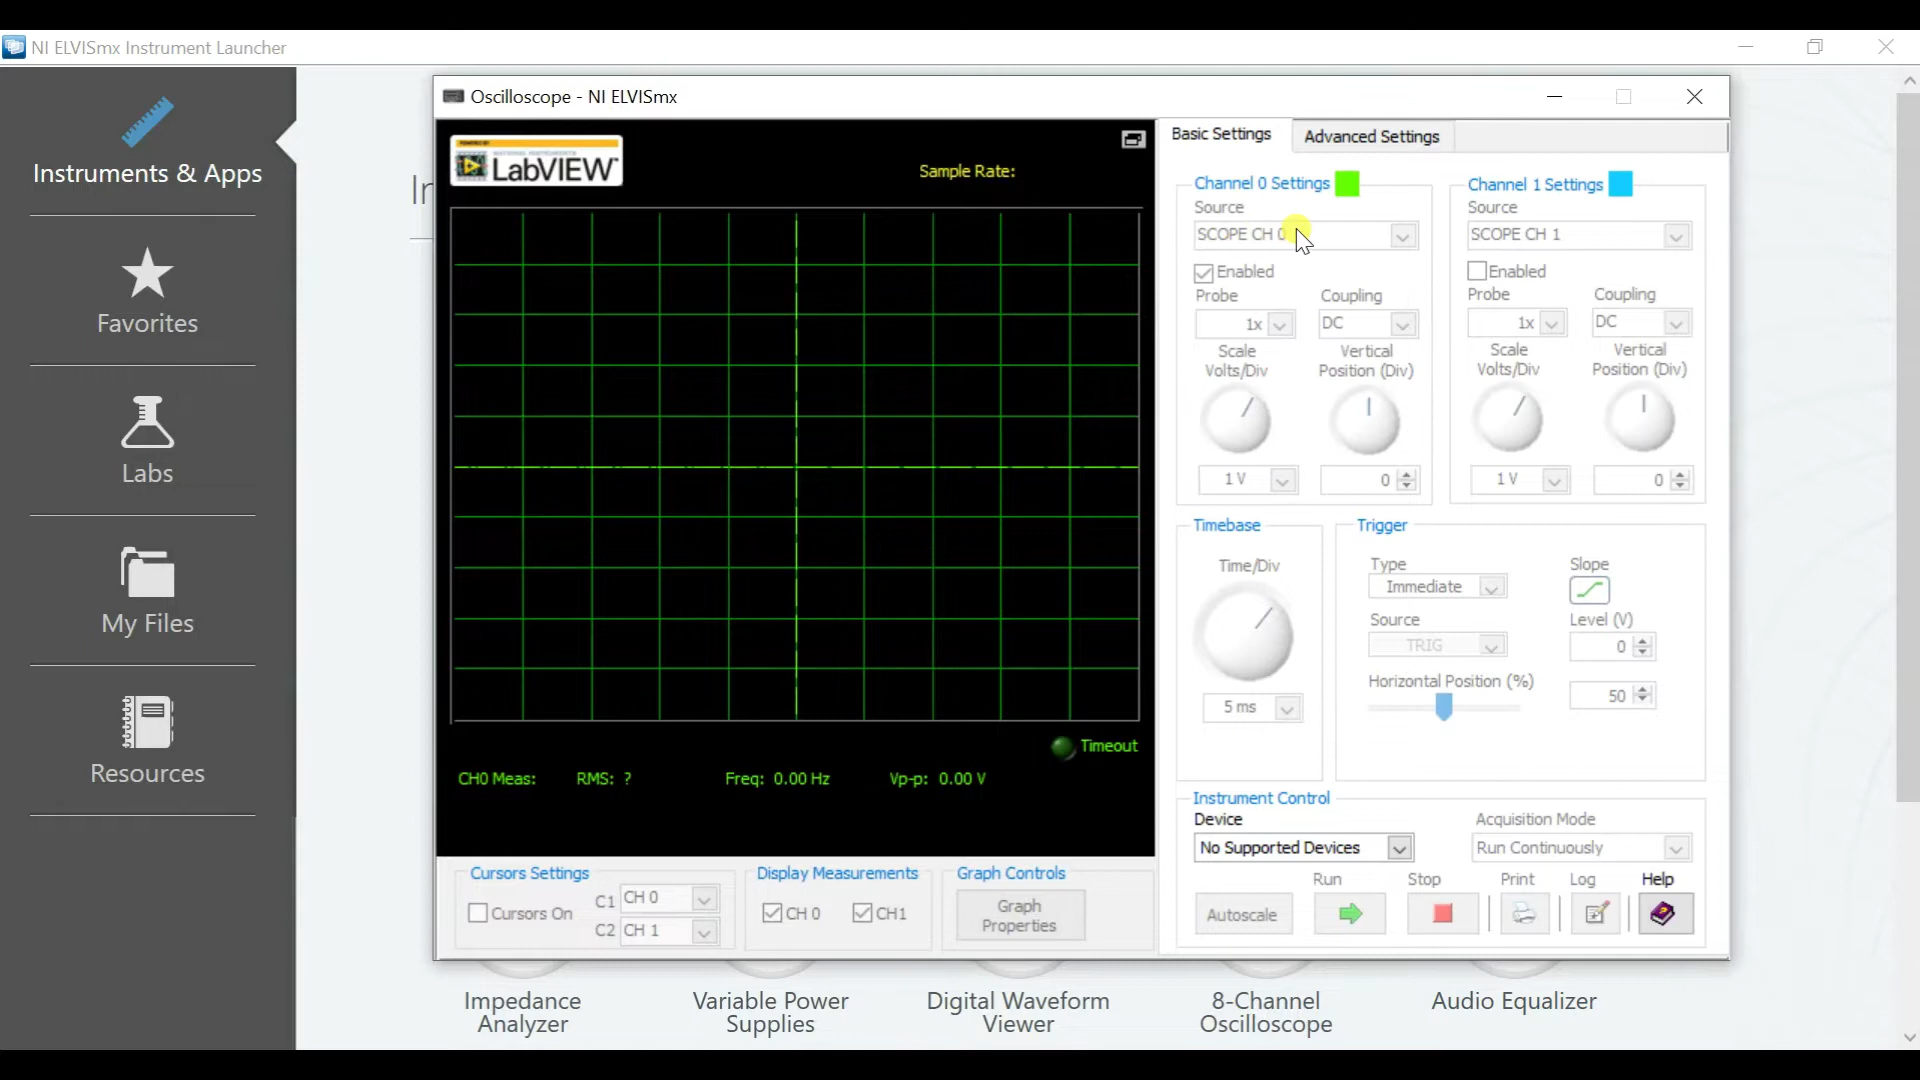 NI ELVISmx Instrument Launcher
Instruments & Apps
Favorites
Labs
My Files
Resources
Oscilloscope - NI ELVISmx
LabVIEW
Sample Rate:
Timeout
CH0 Meas: RMS: ? Freq: 0.00 Hz Vp-p: 0.00 V
Cursors Settings
Cursors On
C1 CH 0
C2 CH 1
Display Measurements
CH 0 CH1
Graph Controls
Graph
Properties
Basic Settings Advanced Settings
Channel 0 Settings
Source
SCOPE CH 0
Enabled
Probe Coupling
1x DC
Scale Vertical
Volts/Div Position (Div)
1 V 0
Channel 1 Settings
Source
SCOPE CH 1
Enabled
Probe Coupling
1x DC
Scale Vertical
Volts/Div Position (Div)
1 V 0
Timebase
Time/Div
5 ms
Trigger
Type Slope
Immediate
Source Level (V)
TRIG 0
Horizontal Position (%)
50
Instrument Control
Device Acquisition Mode
No Supported Devices Run Continuously
Run Stop Print Log Help
Autoscale
Impedance
Analyzer
Variable Power
Supplies
Digital Waveform
Viewer
8-Channel
Oscilloscope
Audio Equalizer